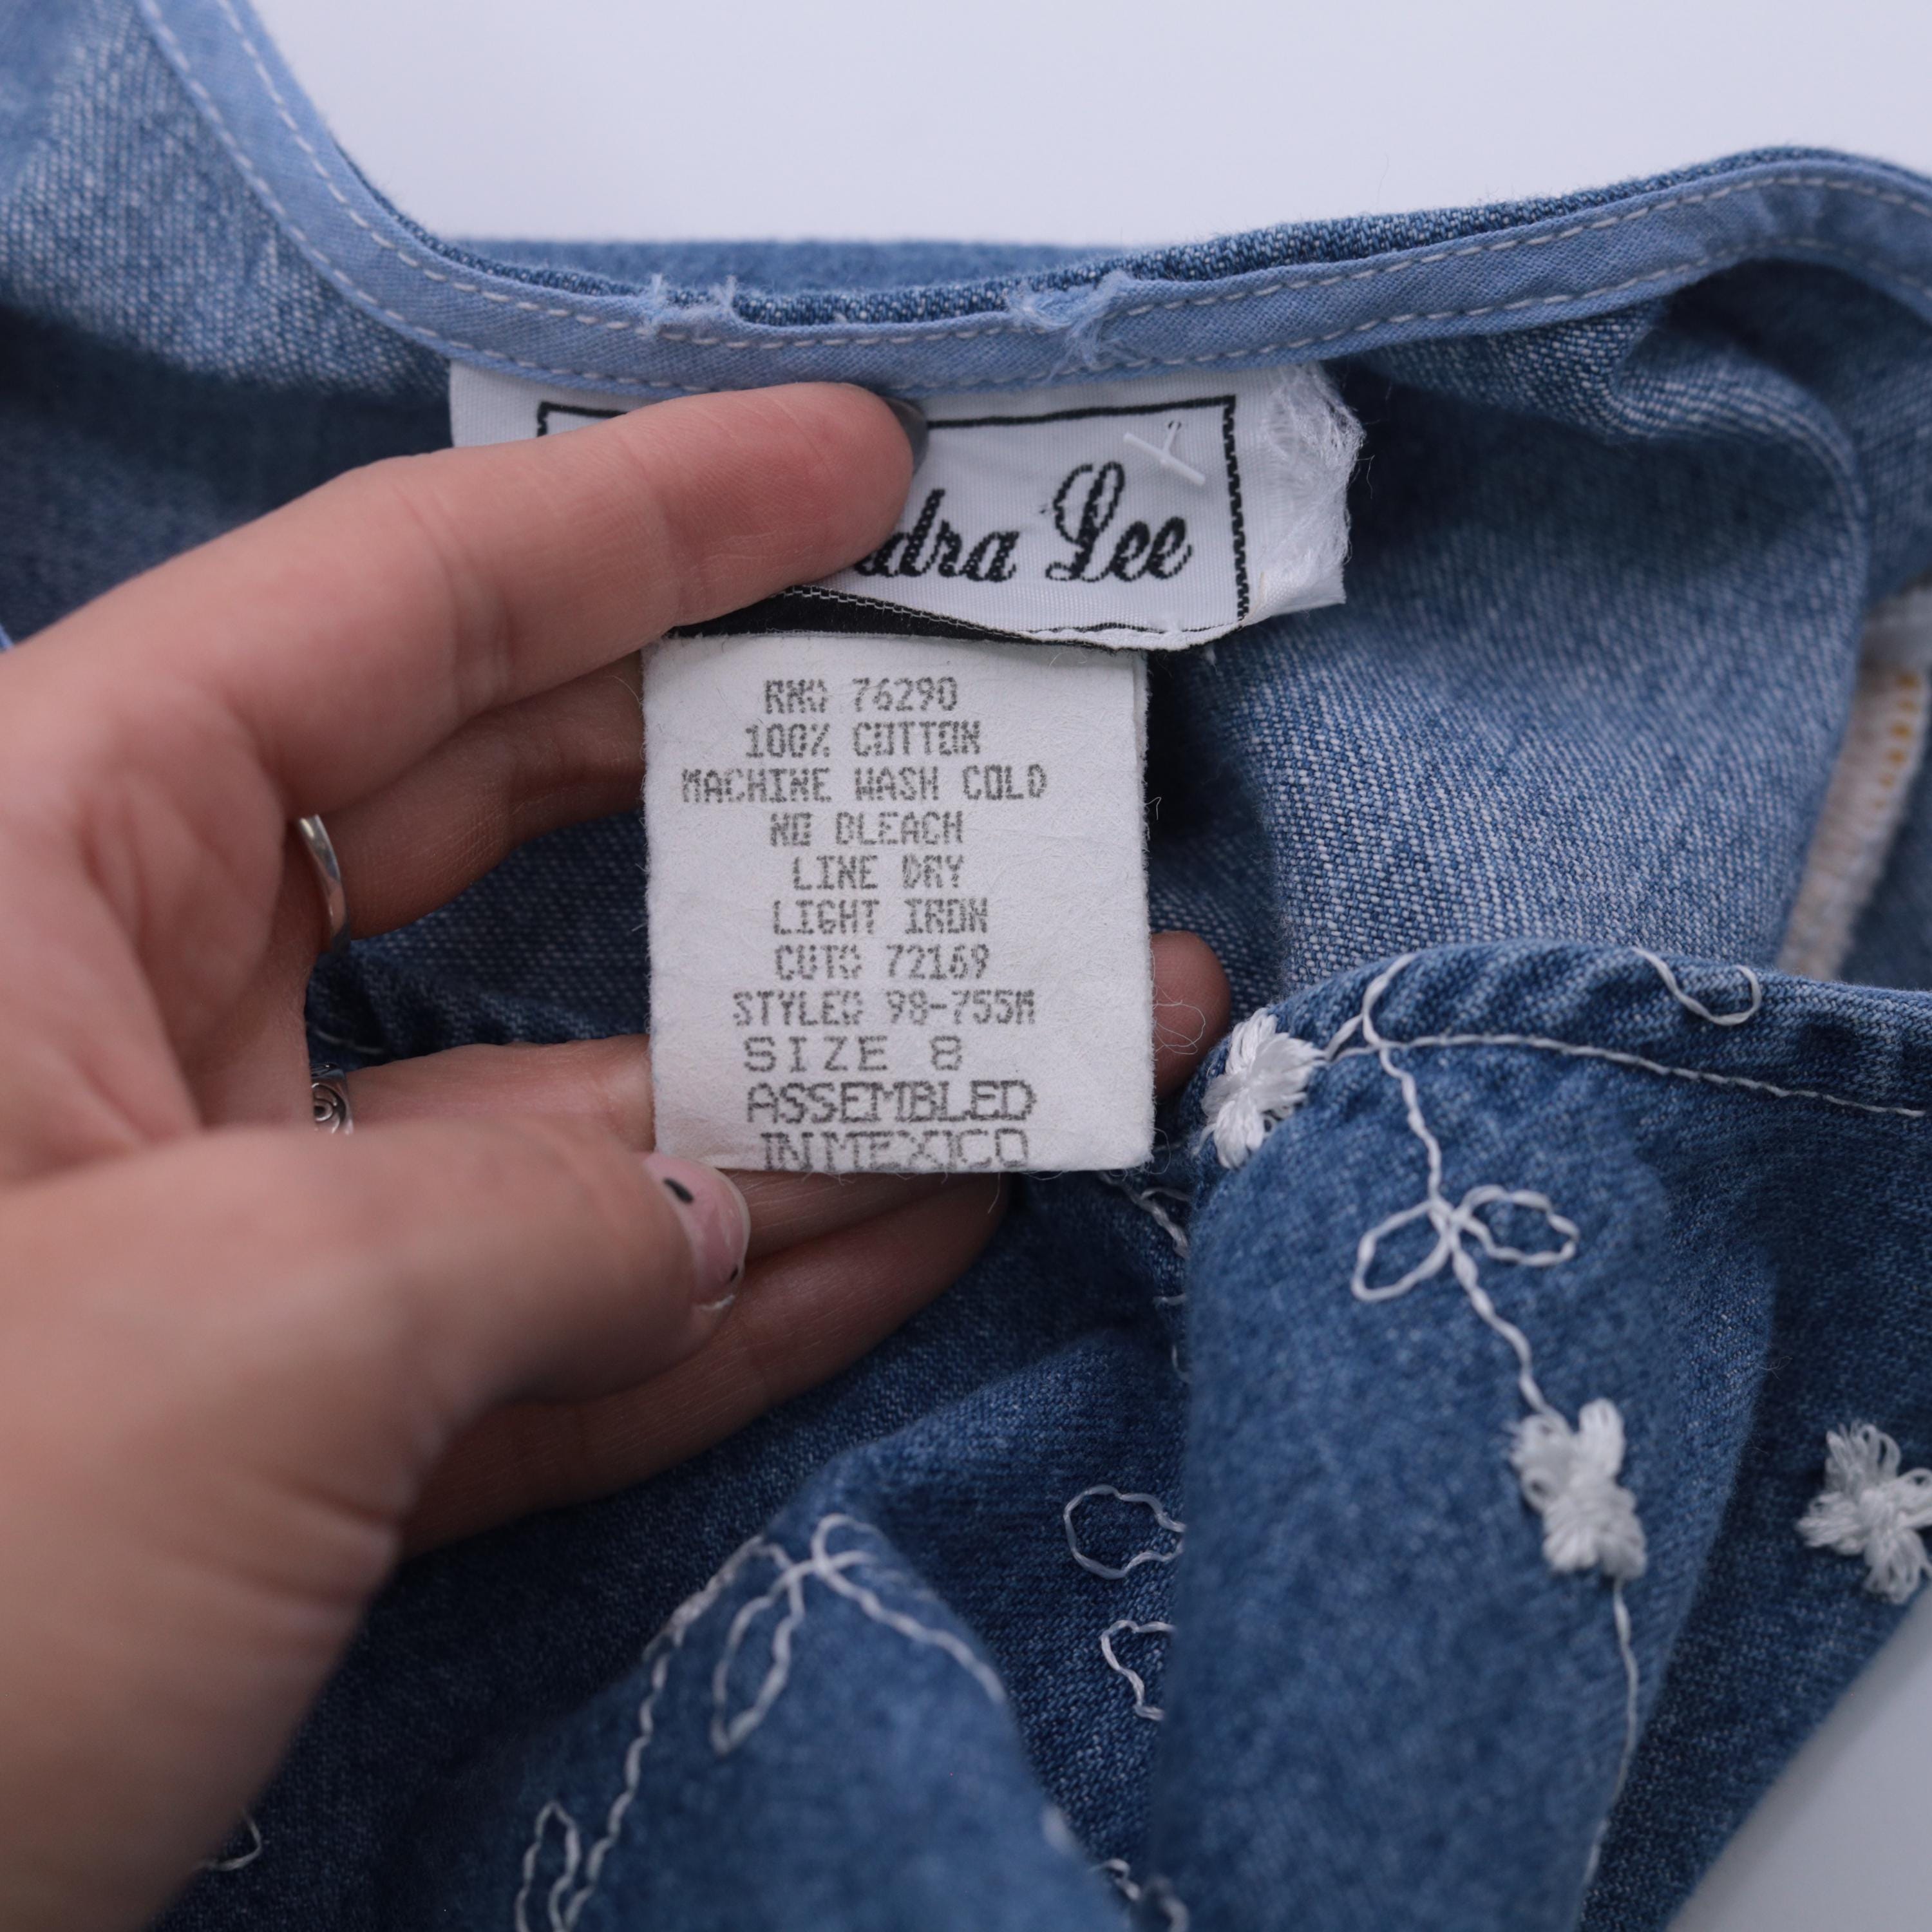 dra Lee
RN# 76290
100% COTTON
MACHINE WASH COLD
NO BLEACH
LINE DRY
LIGHT IRON
CUT# 72169
STYLE# 98-755M
SIZE 8
ASSEMBLED
IN MEXICO